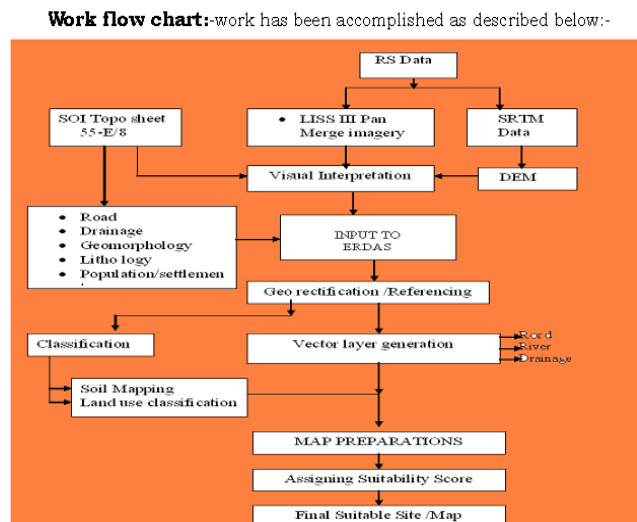 Work flow chart:-work has been accomplished as described below:-
RS Data
SOI Topo sheet
55-E/8
• LISS III Pan
Merge imagery
SRTM
Data
Visual Interpretation
DEM
• Road
• Drainage
• Geomorphology
• Litho logy
• Population/settlemen
INPUT TO
ERDAS
Geo rectification /Referencing
Classification
Vector layer generation
Road
River
Drainage
Soil Mapping
Land use classification
MAP PREPARATIONS
Assigning Suitability Score
Final Suitable Site /Map